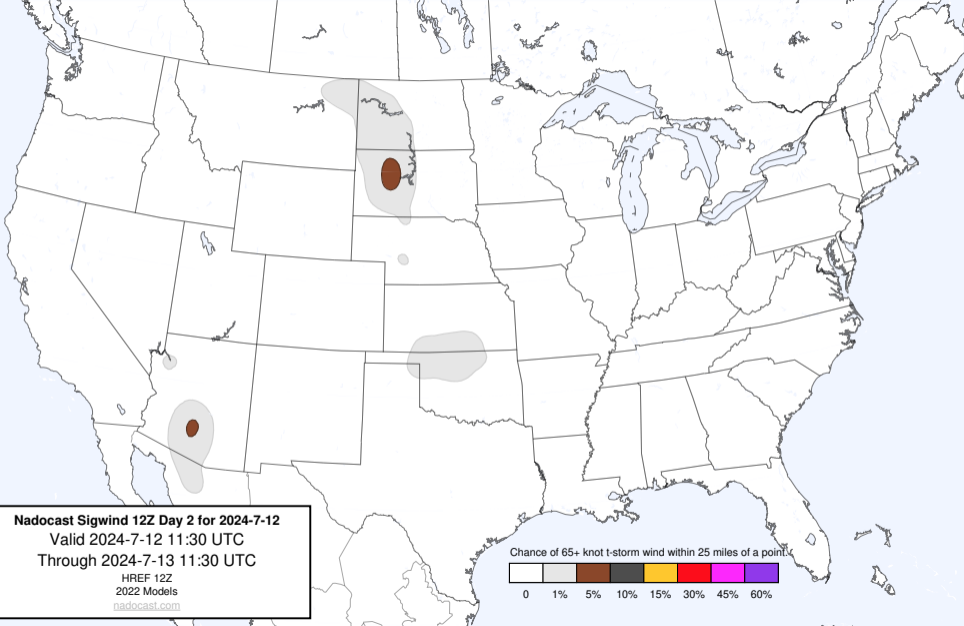 Nadocast Sigwind 12Z Day 2 for 2024-7-12
Valid 2024-7-12 11:30 UTC
Through 2024-7-13 11:30 UTC
HREF 12Z
2022 Models
nadocast.com
Chance of 65+ knot t-storm wind within 25 miles of a point.
0 1% 5% 10% 15% 30% 45% 60%